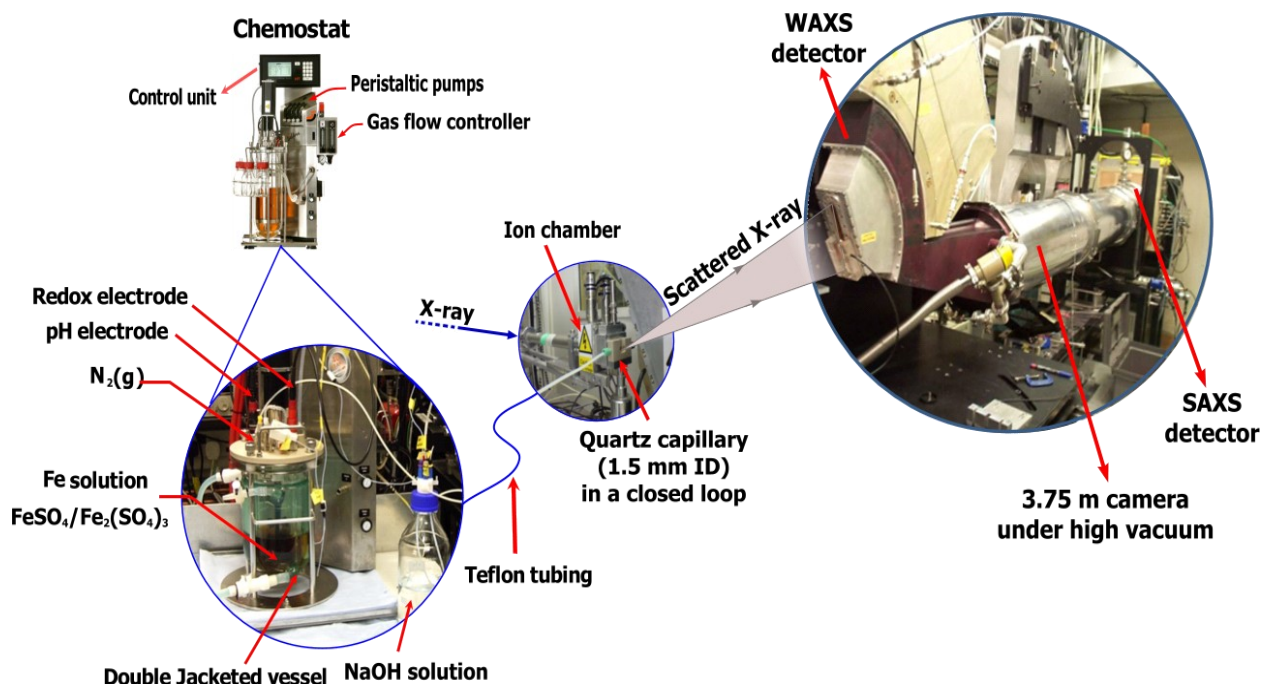 Chemostat
Control unit
Peristaltic pumps
Gas flow controller
WAXS
detector
Ion chamber
X-ray
Scattered X-ray
Redox electrode
pH electrode
N₂(g)
Fe solution
FeSO₄/Fe₂(SO₄)₃
Quartz capillary
(1.5 mm ID)
in a closed loop
SAXS
detector
3.75 m camera
under high vacuum
Teflon tubing
Double Jacketed vessel
NaOH solution